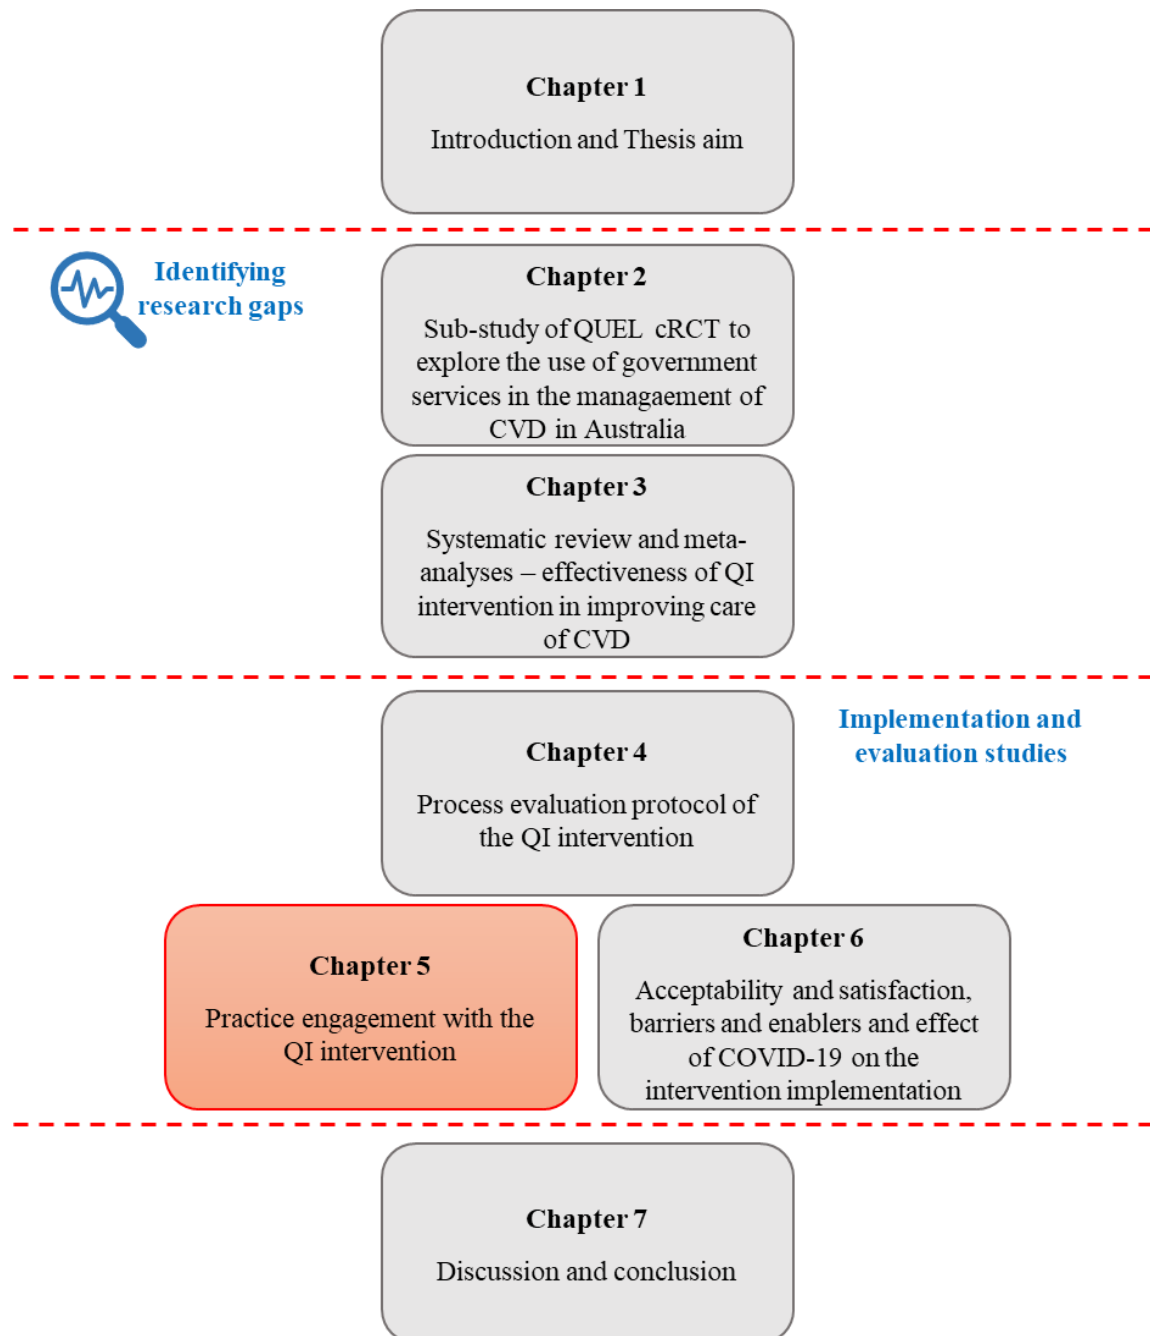 Chapter 1
Introduction and Thesis aim
Identifying
research gaps
Chapter 2
Sub-study of QUEL cRCT to
explore the use of government
services in the managaement of
CVD in Australia
Chapter 3
Systematic review and meta-
analyses – effectiveness of QI
intervention in improving care
of CVD
Implementation and
evaluation studies
Chapter 4
Process evaluation protocol of
the QI intervention
Chapter 5
Practice engagement with the
QI intervention
Chapter 6
Acceptability and satisfaction,
barriers and enablers and effect
of COVID-19 on the
intervention implementation
Chapter 7
Discussion and conclusion